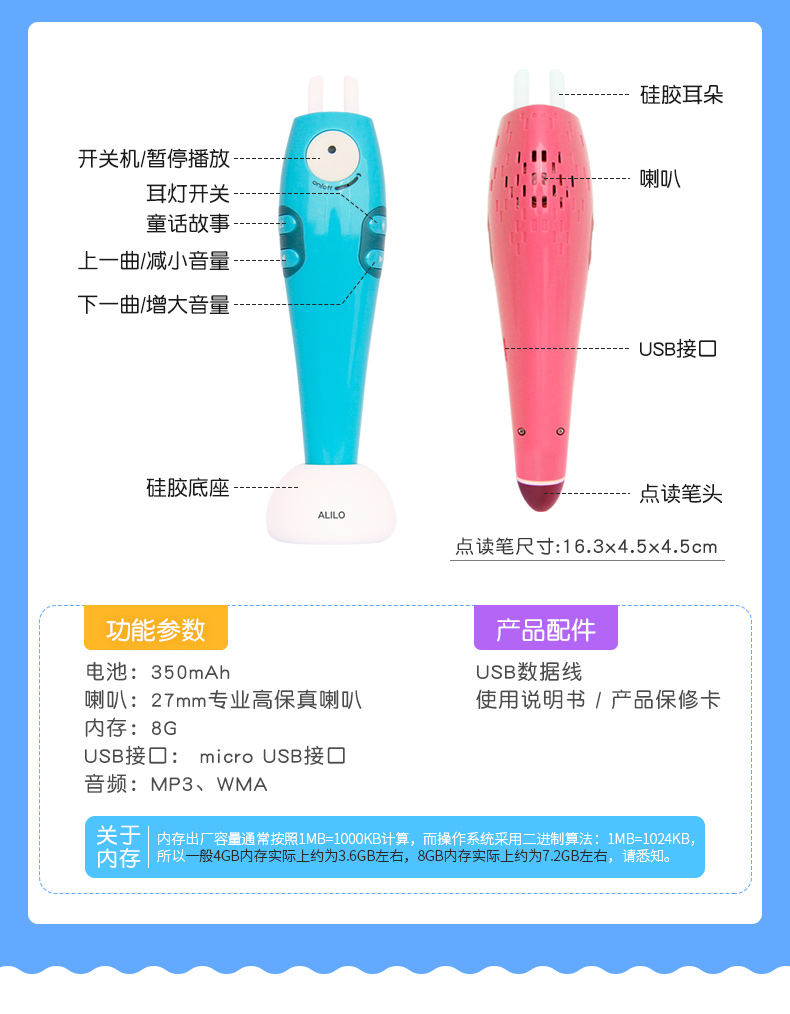 硅胶耳朵
开关机/暂停播放
on/off
喇叭
耳灯开关
童话故事
上一曲/减小音量
下一曲/增大音量
USB接口
硅胶底座
点读笔头
ALILO
点读笔尺寸:16.3x4.5x4.5cm
功能参数
电池：350mAh
喇叭：27mm专业高保真喇叭
内存：8G
USB接口： micro USB接口
音频：MP3、WMA
产品配件
USB数据线
使用说明书 / 产品保修卡
关于
内存
内存出厂容量通常按照1MB=1000KB计算，而操作系统采用二进制算法：1MB=1024KB，
所以一般4GB内存实际上约为3.6GB左右，8GB内存实际上约为7.2GB左右，请悉知。